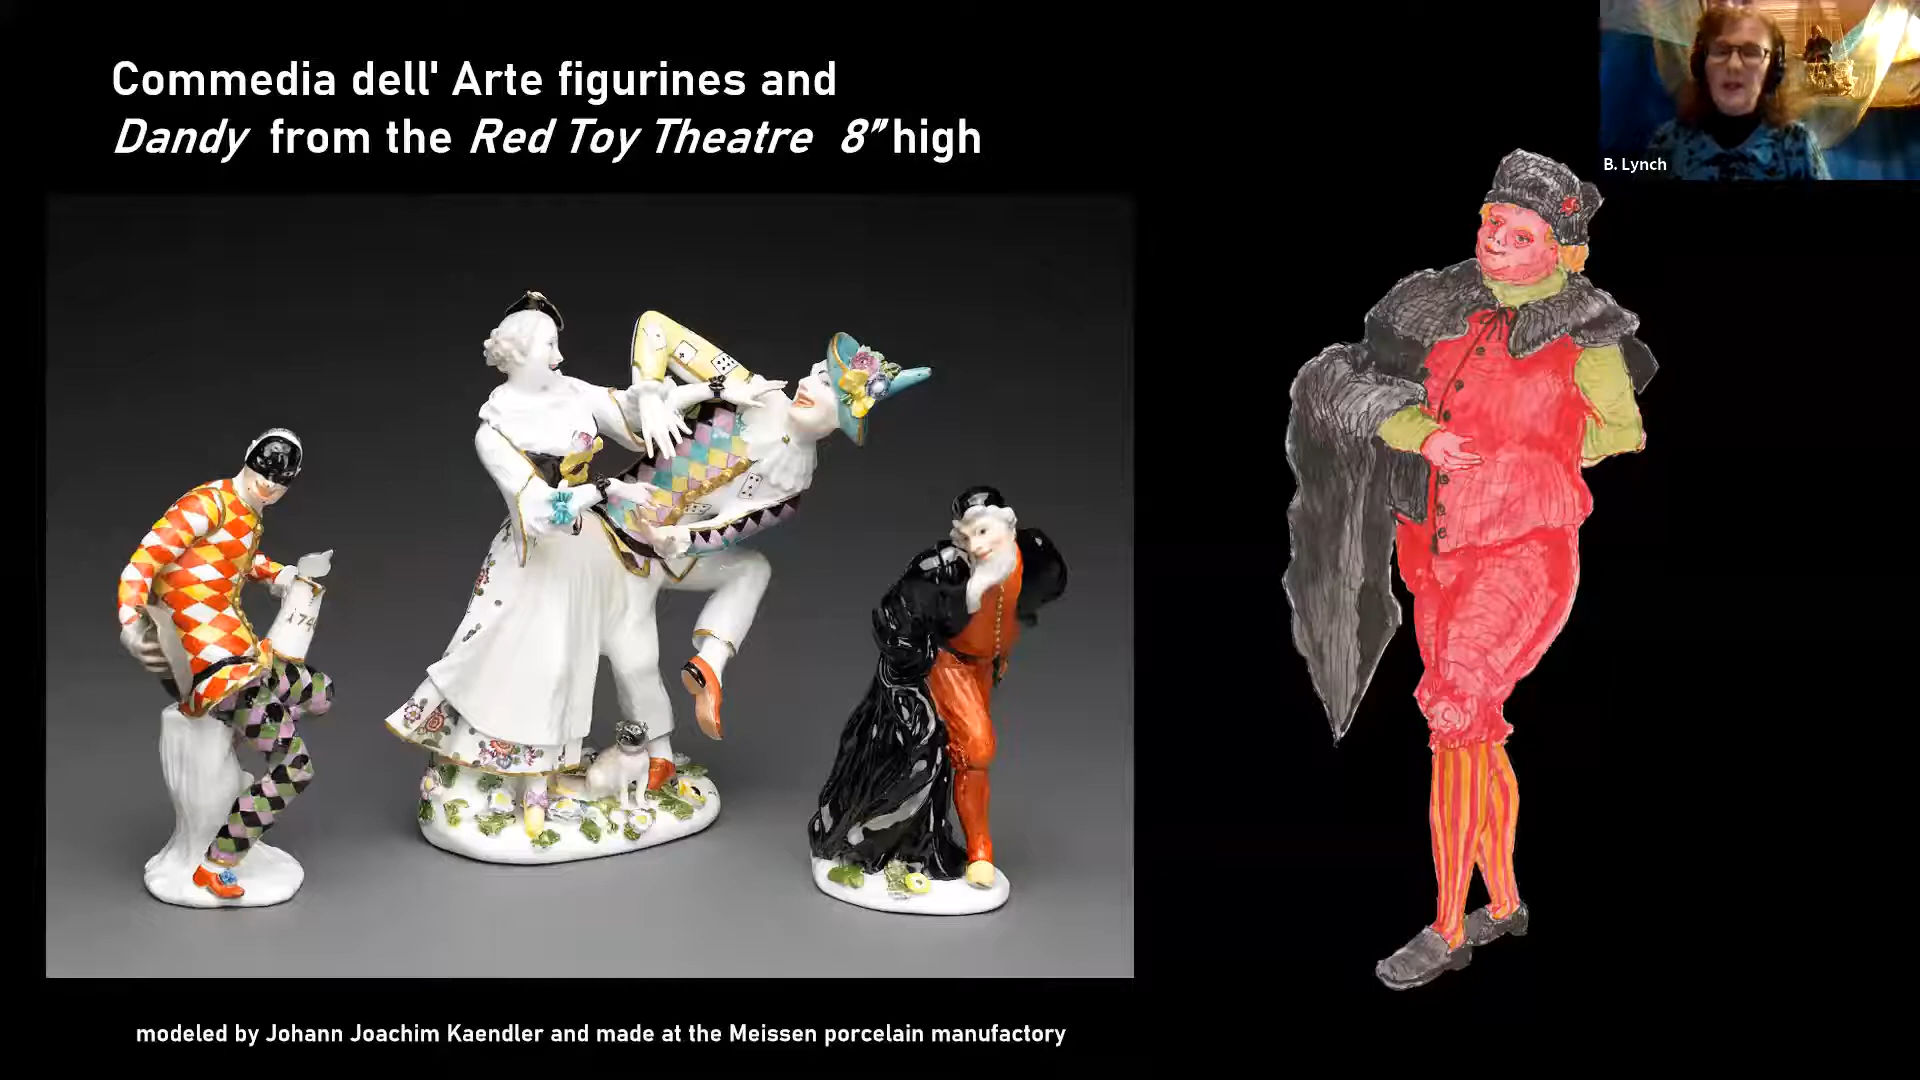 Commedia dell' Arte figurines and
Dandy from the Red Toy Theatre 8" high
B. Lynch
modeled by Johann Joachim Kaendler and made at the Meissen porcelain manufactory